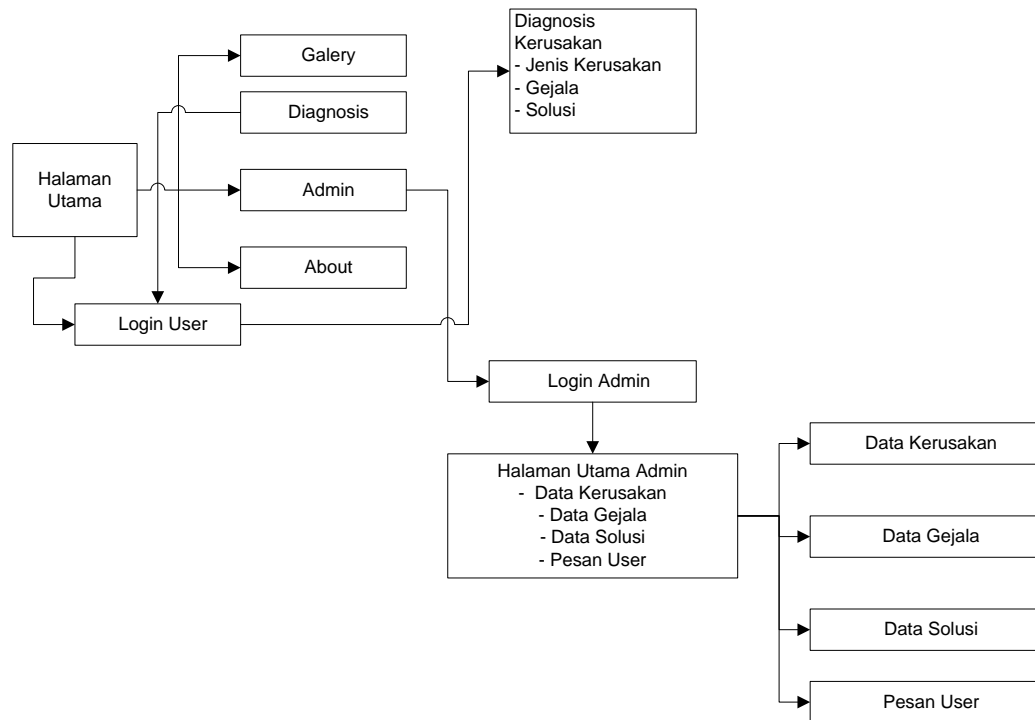 Galery
Diagnosis
Halaman
Utama
Admin
About
Login User
Diagnosis
Kerusakan
- Jenis Kerusakan
- Gejala
- Solusi
Login Admin
Halaman Utama Admin
- Data Kerusakan
- Data Gejala
- Data Solusi
- Pesan User
Data Kerusakan
Data Gejala
Data Solusi
Pesan User